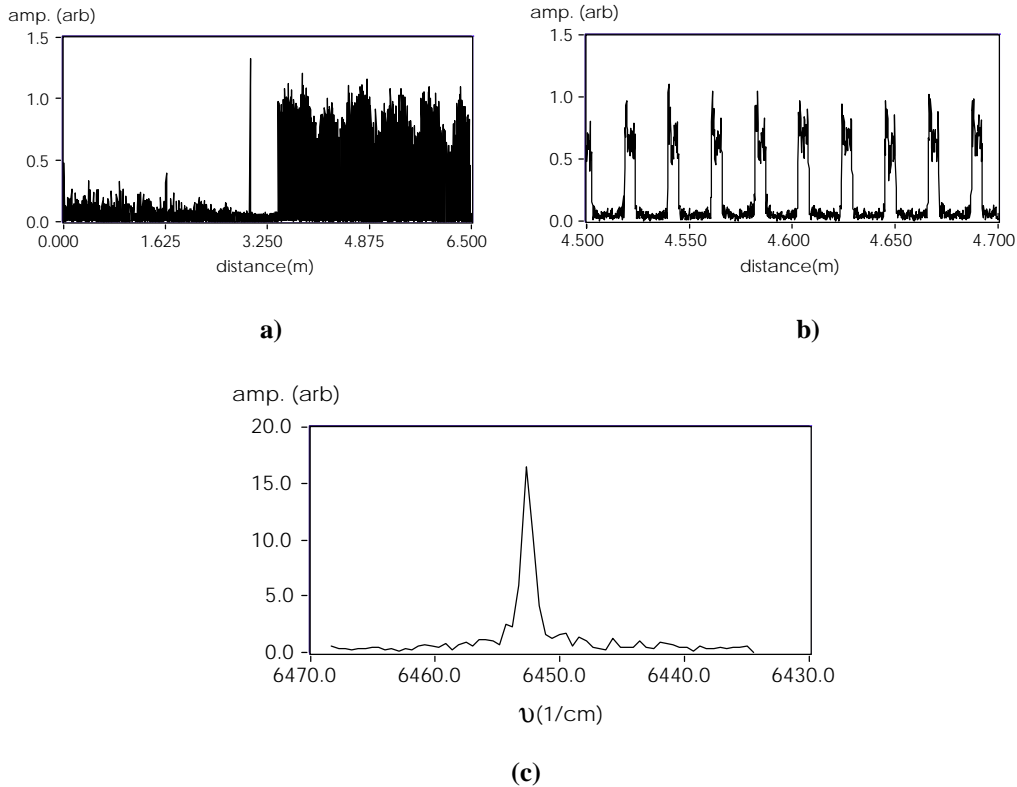 amp. (arb)
1.5
1.0
0.5
0.0
0.000 1.625 3.250 4.875 6.500
distance(m)
a)
amp. (arb)
1.5
1.0
0.5
0.0
4.500 4.550 4.600 4.650 4.700
distance(m)
b)
amp. (arb)
20.0
15.0
10.0
5.0
0.0
6470.0 6460.0 6450.0 6440.0 6430.0
υ(1/cm)
(c)